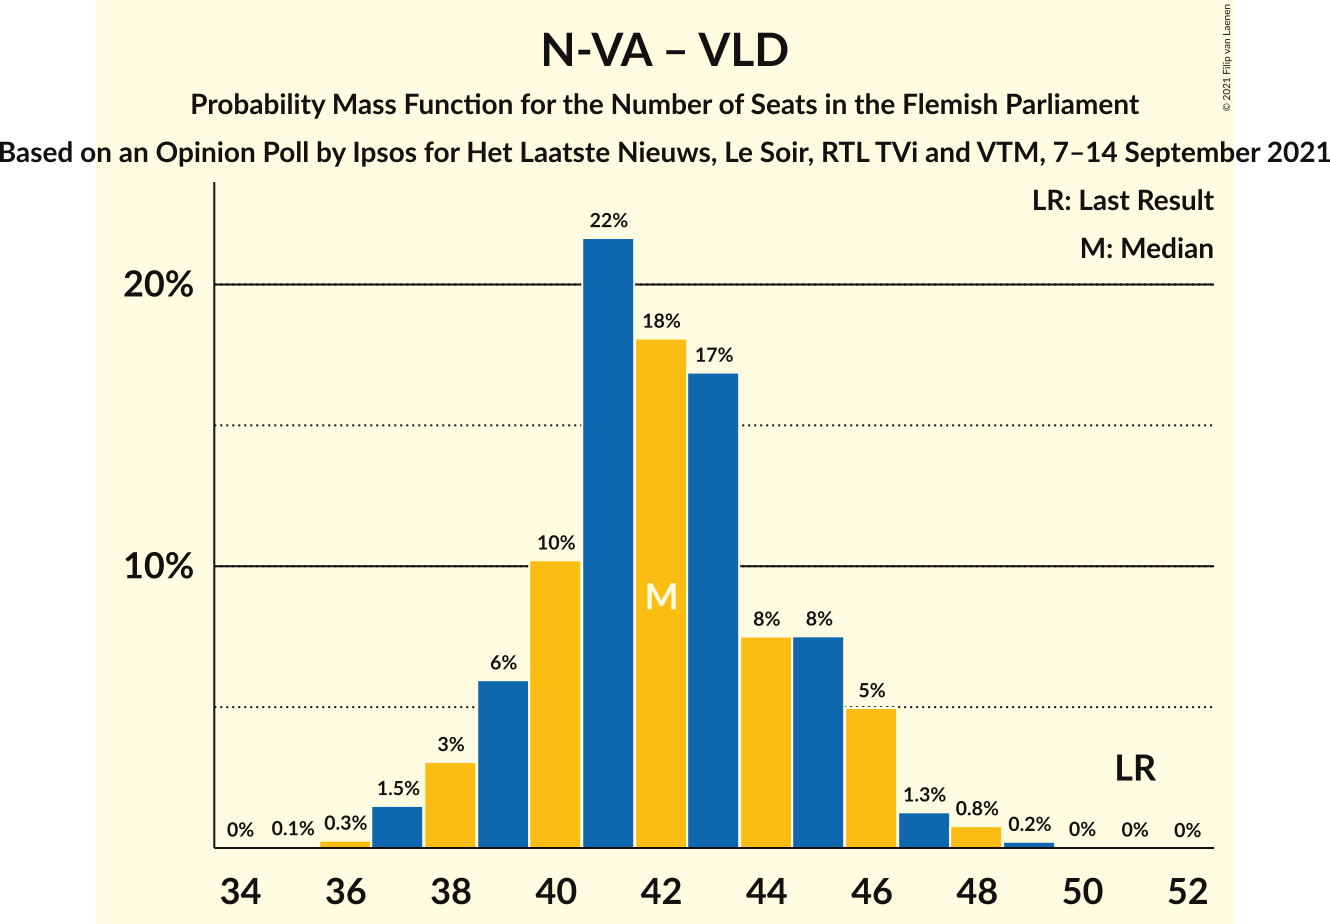 N-VA – VLD
Probability Mass Function for the Number of Seats in the Flemish Parliament
Based on an Opinion Poll by Ipsos for Het Laatste Nieuws, Le Soir, RTL TVi and VTM, 7–14 September 2021
© 2021 Filip van Laenen
LR: Last Result
M: Median
20%
10%
0% 0.1% 0.3% 1.5% 3% 6% 10% 22% 18% 17% 8% 8% 5% 1.3% 0.8% 0.2% 0% 0% 0%
M
LR
34 36 38 40 42 44 46 48 50 52